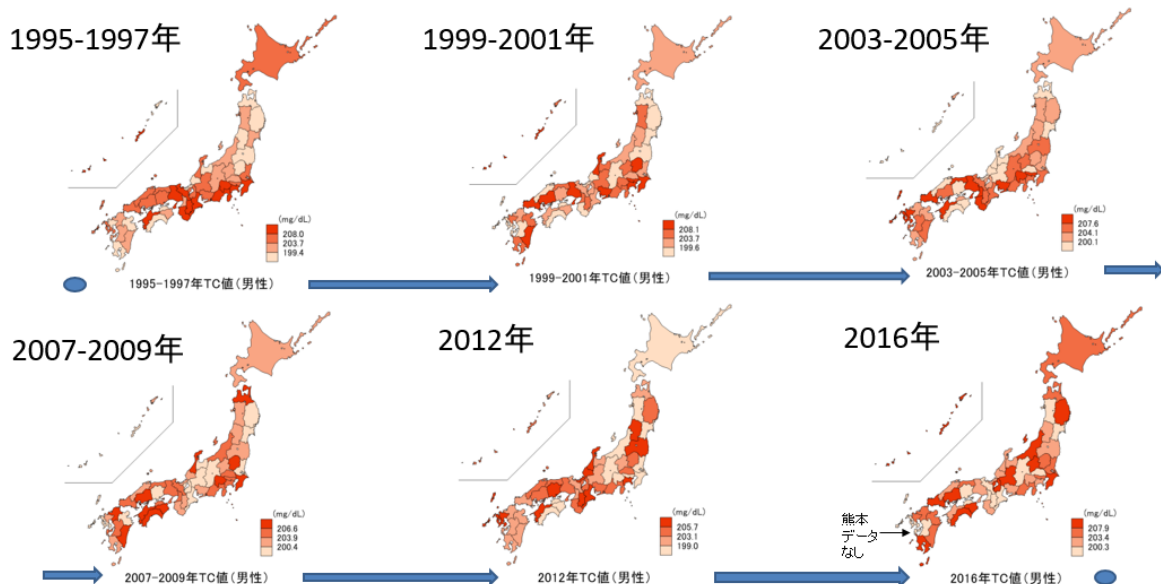 1995-1997年
(mg/dL)
208.0
203.7
199.4
1995-1997年TC値(男性)
1999-2001年
(mg/dL)
208.1
203.7
199.6
1999-2001年TC値(男性)
2003-2005年
(mg/dL)
207.6
204.1
200.1
2003-2005年TC値(男性)
2007-2009年
(mg/dL)
206.6
203.9
200.4
2007-2009年TC値(男性)
2012年
(mg/dL)
205.7
203.1
199.0
2012年TC値(男性)
2016年
熊本
データ
なし
(mg/dL)
207.9
203.4
200.3
2016年TC値(男性)